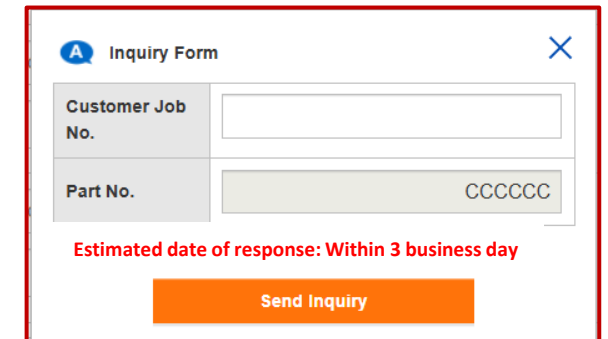 A Inquiry Form
Customer Job
No.
Part No. CCCCCC
Estimated date of response: Within 3 business day
Send Inquiry